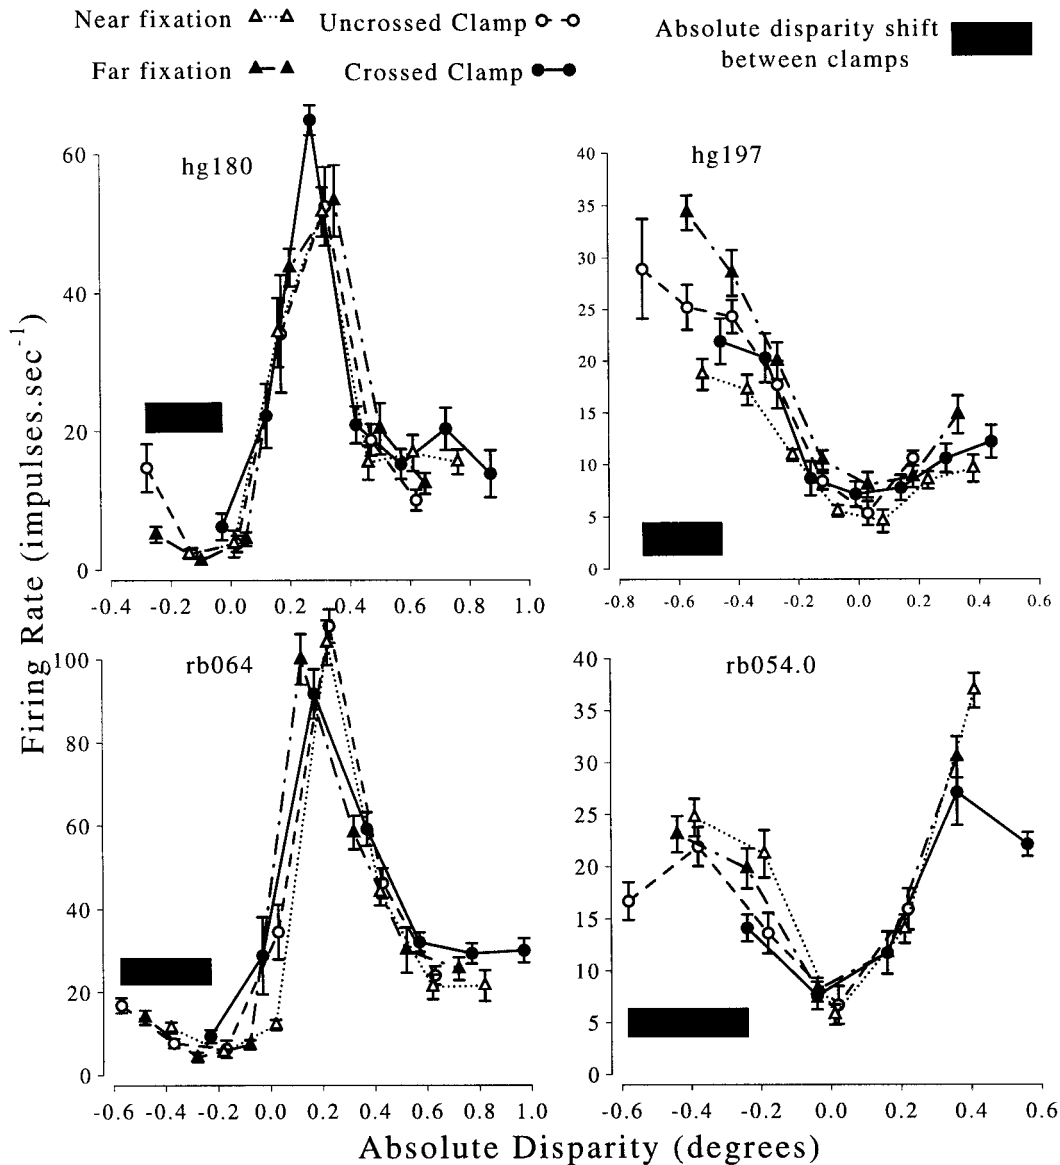 Near fixation
Uncrossed Clamp
Absolute disparity shift
between clamps
Far fixation
Crossed Clamp
hg180
hg197
60
40
20
0
40
35
30
25
20
15
10
5
0
-0.4 -0.2 0.0 0.2 0.4 0.6 0.8 1.0
-0.8 -0.6 -0.4 -0.2 0.0 0.2 0.4 0.6
rb064
rb054.0
100
80
60
40
20
0
40
35
30
25
20
15
10
5
0
-0.6 -0.4 -0.2 0.0 0.2 0.4 0.6 0.8 1.0
-0.6 -0.4 -0.2 0.0 0.2 0.4 0.6
Firing Rate (impulses.sec⁻¹)
Absolute Disparity (degrees)